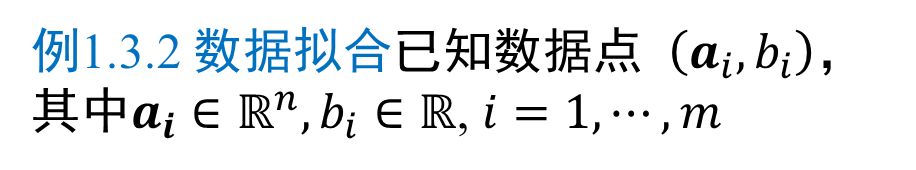 例1.3.2 数据拟合已知数据点（𝒂ᵢ, bᵢ），
其中𝒂ᵢ ∈ ℝⁿ, bᵢ ∈ ℝ, i = 1, ⋯ , m